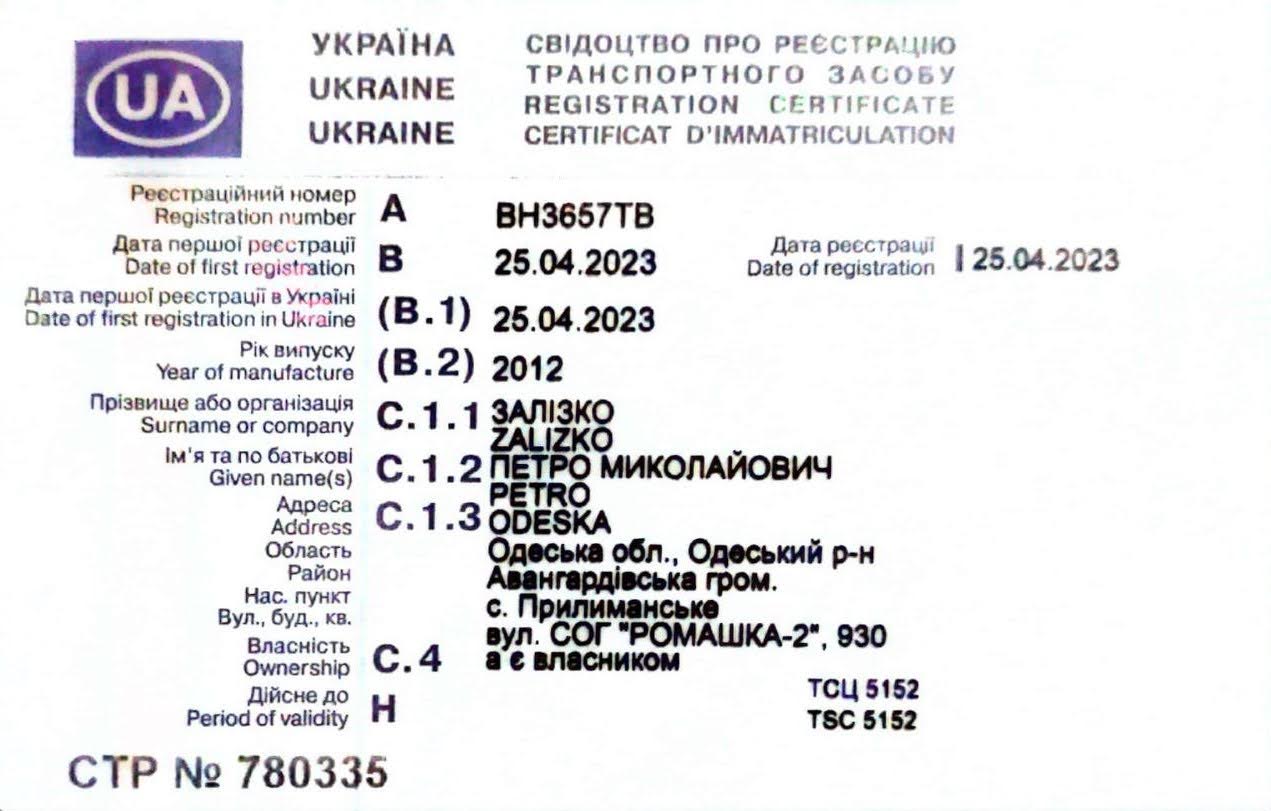 UA
УКРАЇНА
UKRAINE
UKRAINE
СВІДОЦТВО ПРО РЕЄСТРАЦІЮ
ТРАНСПОРТНОГО ЗАСОБУ
REGISTRATION CERTIFICATE
CERTIFICAT D'IMMATRICULATION
Реєстраційний номер
Registration number
A
BH3657TB
Дата першої реєстрації
Date of first registration
B
25.04.2023
Дата реєстрації
Date of registration
I 25.04.2023
Дата першої реєстрації в Україні
Date of first registration in Ukraine
(B.1)
25.04.2023
Рік випуску
Year of manufacture
(B.2)
2012
Прізвище або організація
Surname or company
C.1.1
ЗАЛІЗКО
ZALIZKO
Ім'я та по батькові
Given name(s)
C.1.2
ПЕТРО МИКОЛАЙОВИЧ
PETRO
Адреса
Address
C.1.3
ODESKA
Область
Район
Нас. пункт
Вул., буд., кв.
Одеська обл., Одеський р-н
Авангардівська гром.
с. Прилиманське
вул. СОГ "РОМАШКА-2", 930
Власність
Ownership
C.4
а є власником
Дійсне до
Period of validity
H
ТСЦ 5152
TSC 5152
СТР № 780335